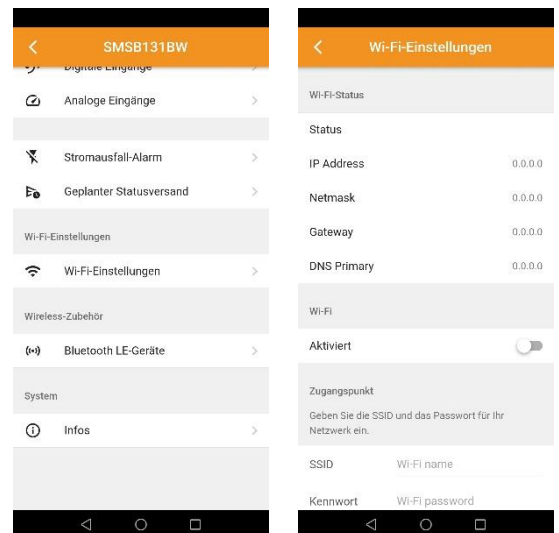 SMSB131BW
Digitale Eingänge
Analoge Eingänge
Stromausfall-Alarm
Geplanter Statusversand
Wi-Fi-Einstellungen
Wi-Fi-Einstellungen
Wireless-Zubehör
Bluetooth LE-Geräte
System
Infos
Wi-Fi-Einstellungen
Wi-Fi-Status
Status
IP Address 0.0.0.0
Netmask 0.0.0.0
Gateway 0.0.0.0
DNS Primary 0.0.0.0
Wi-Fi
Aktiviert
Zugangspunkt
Geben Sie die SSID und das Passwort für Ihr
Netzwerk ein.
SSID Wi-Fi name
Kennwort Wi-Fi password